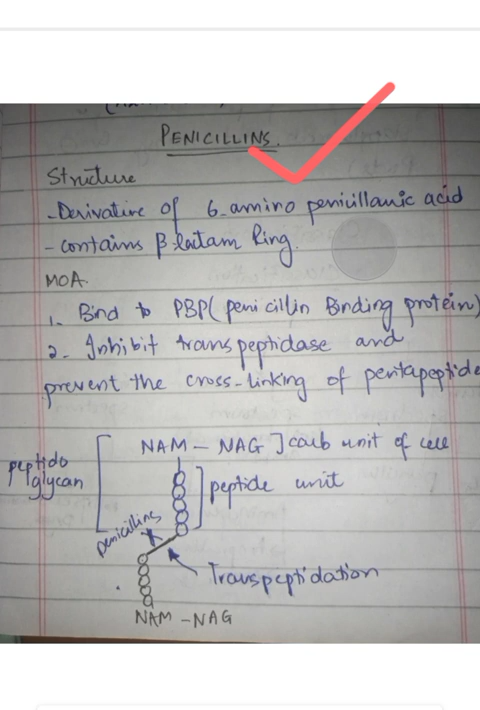 PENICILLINS.
Structure
- Derivative of 6-amino penicillanic acid
- contains β-lactam Ring.
MOA.
1. Bind to PBP (penicillin Binding protein)
2. Inhibit transpeptidase and
prevent the cross-linking of pentapeptide
NAM - NAG ] carb unit of cell
peptido
glycan
peptide unit
penicillins
Transpeptidation
NAM - NAG